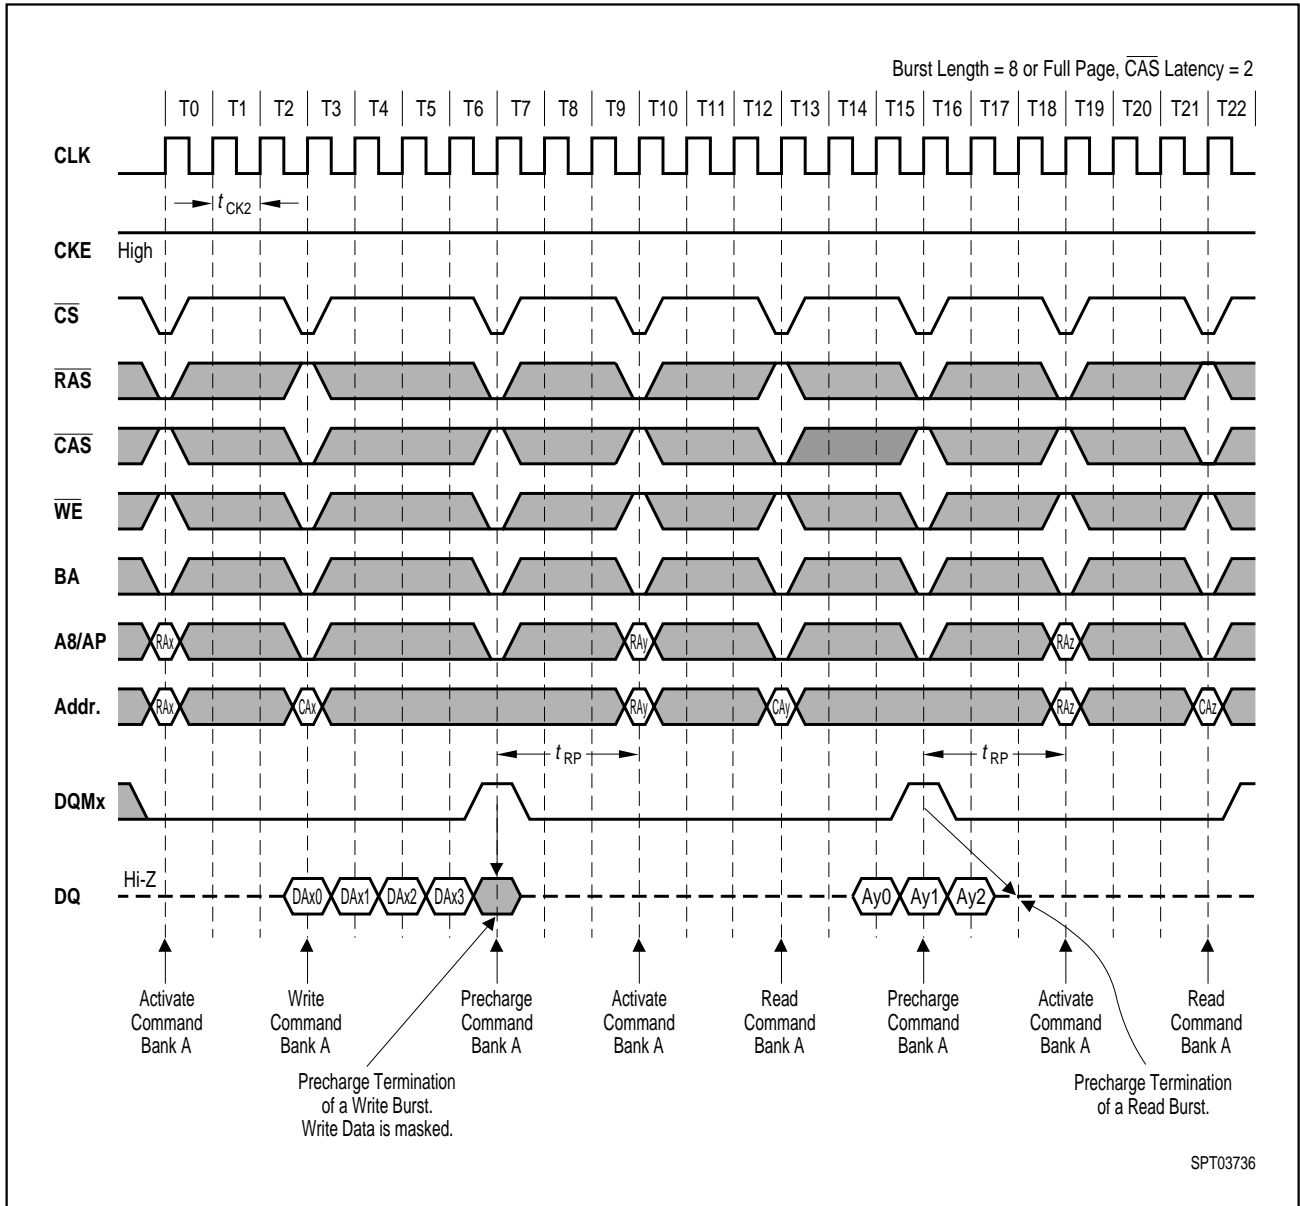 Burst Length = 8 or Full Page, CAS Latency = 2
T0 T1 T2 T3 T4 T5 T6 T7 T8 T9 T10 T11 T12 T13 T14 T15 T16 T17 T18 T19 T20 T21 T22
CLK
t CK2
CKE High
CS
RAS
CAS
WE
BA
A8/AP RAx RAy RAz
Addr. RAx CAx RAy CAy RAz CAz
t RP t RP
DQMx
Hi-Z
DQ DAx0 DAx1 DAx2 DAx3 Ay0 Ay1 Ay2
Activate Write Precharge Activate Read Precharge Activate Read
Command Command Command Command Command Command Command Command
Bank A Bank A Bank A Bank A Bank A Bank A Bank A Bank A
Precharge Termination
of a Write Burst.
Write Data is masked.
Precharge Termination
of a Read Burst.
SPT03736